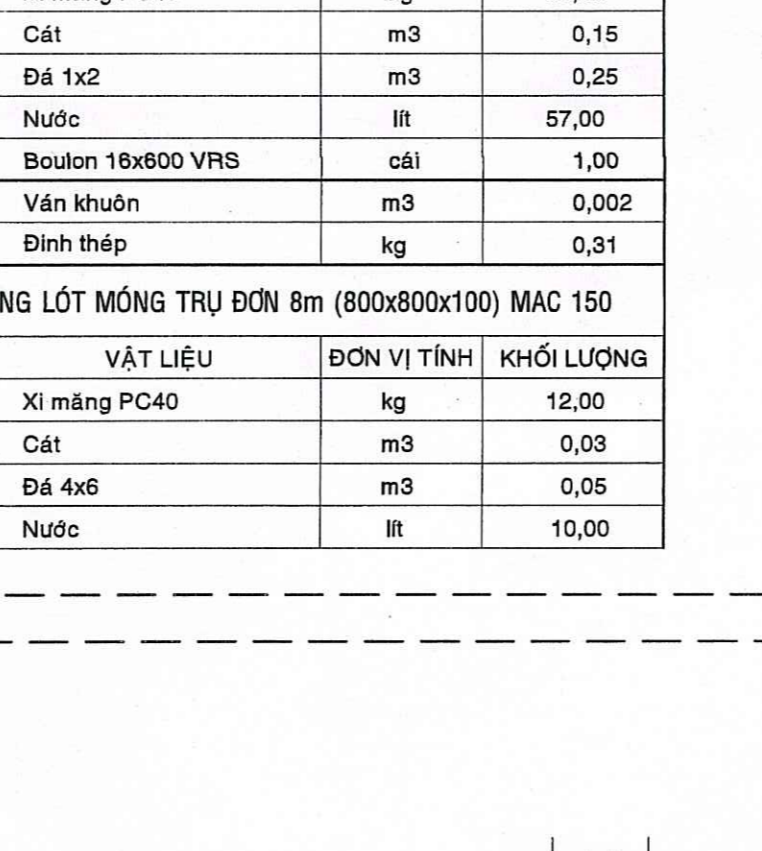 Cát m3 0,15
Đá 1x2 m3 0,25
Nước lít 57,00
Boulon 16x600 VRS cái 1,00
Ván khuôn m3 0,002
Đinh thép kg 0,31
NG LÓT MÓNG TRỤ ĐƠN 8m (800x800x100) MAC 150
VẬT LIỆU ĐƠN VỊ TÍNH KHỐI LƯỢNG
Xi măng PC40 kg 12,00
Cát m3 0,03
Đá 4x6 m3 0,05
Nước lít 10,00